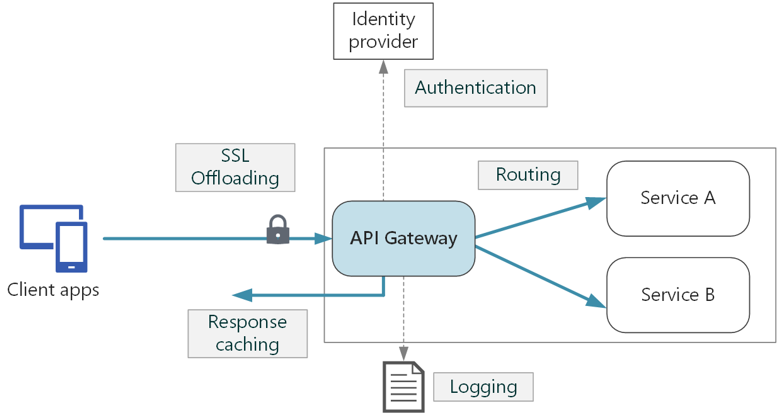 Identity
provider
Authentication
SSL
Offloading
Routing
Service A
API Gateway
Client apps
Service B
Response
caching
Logging